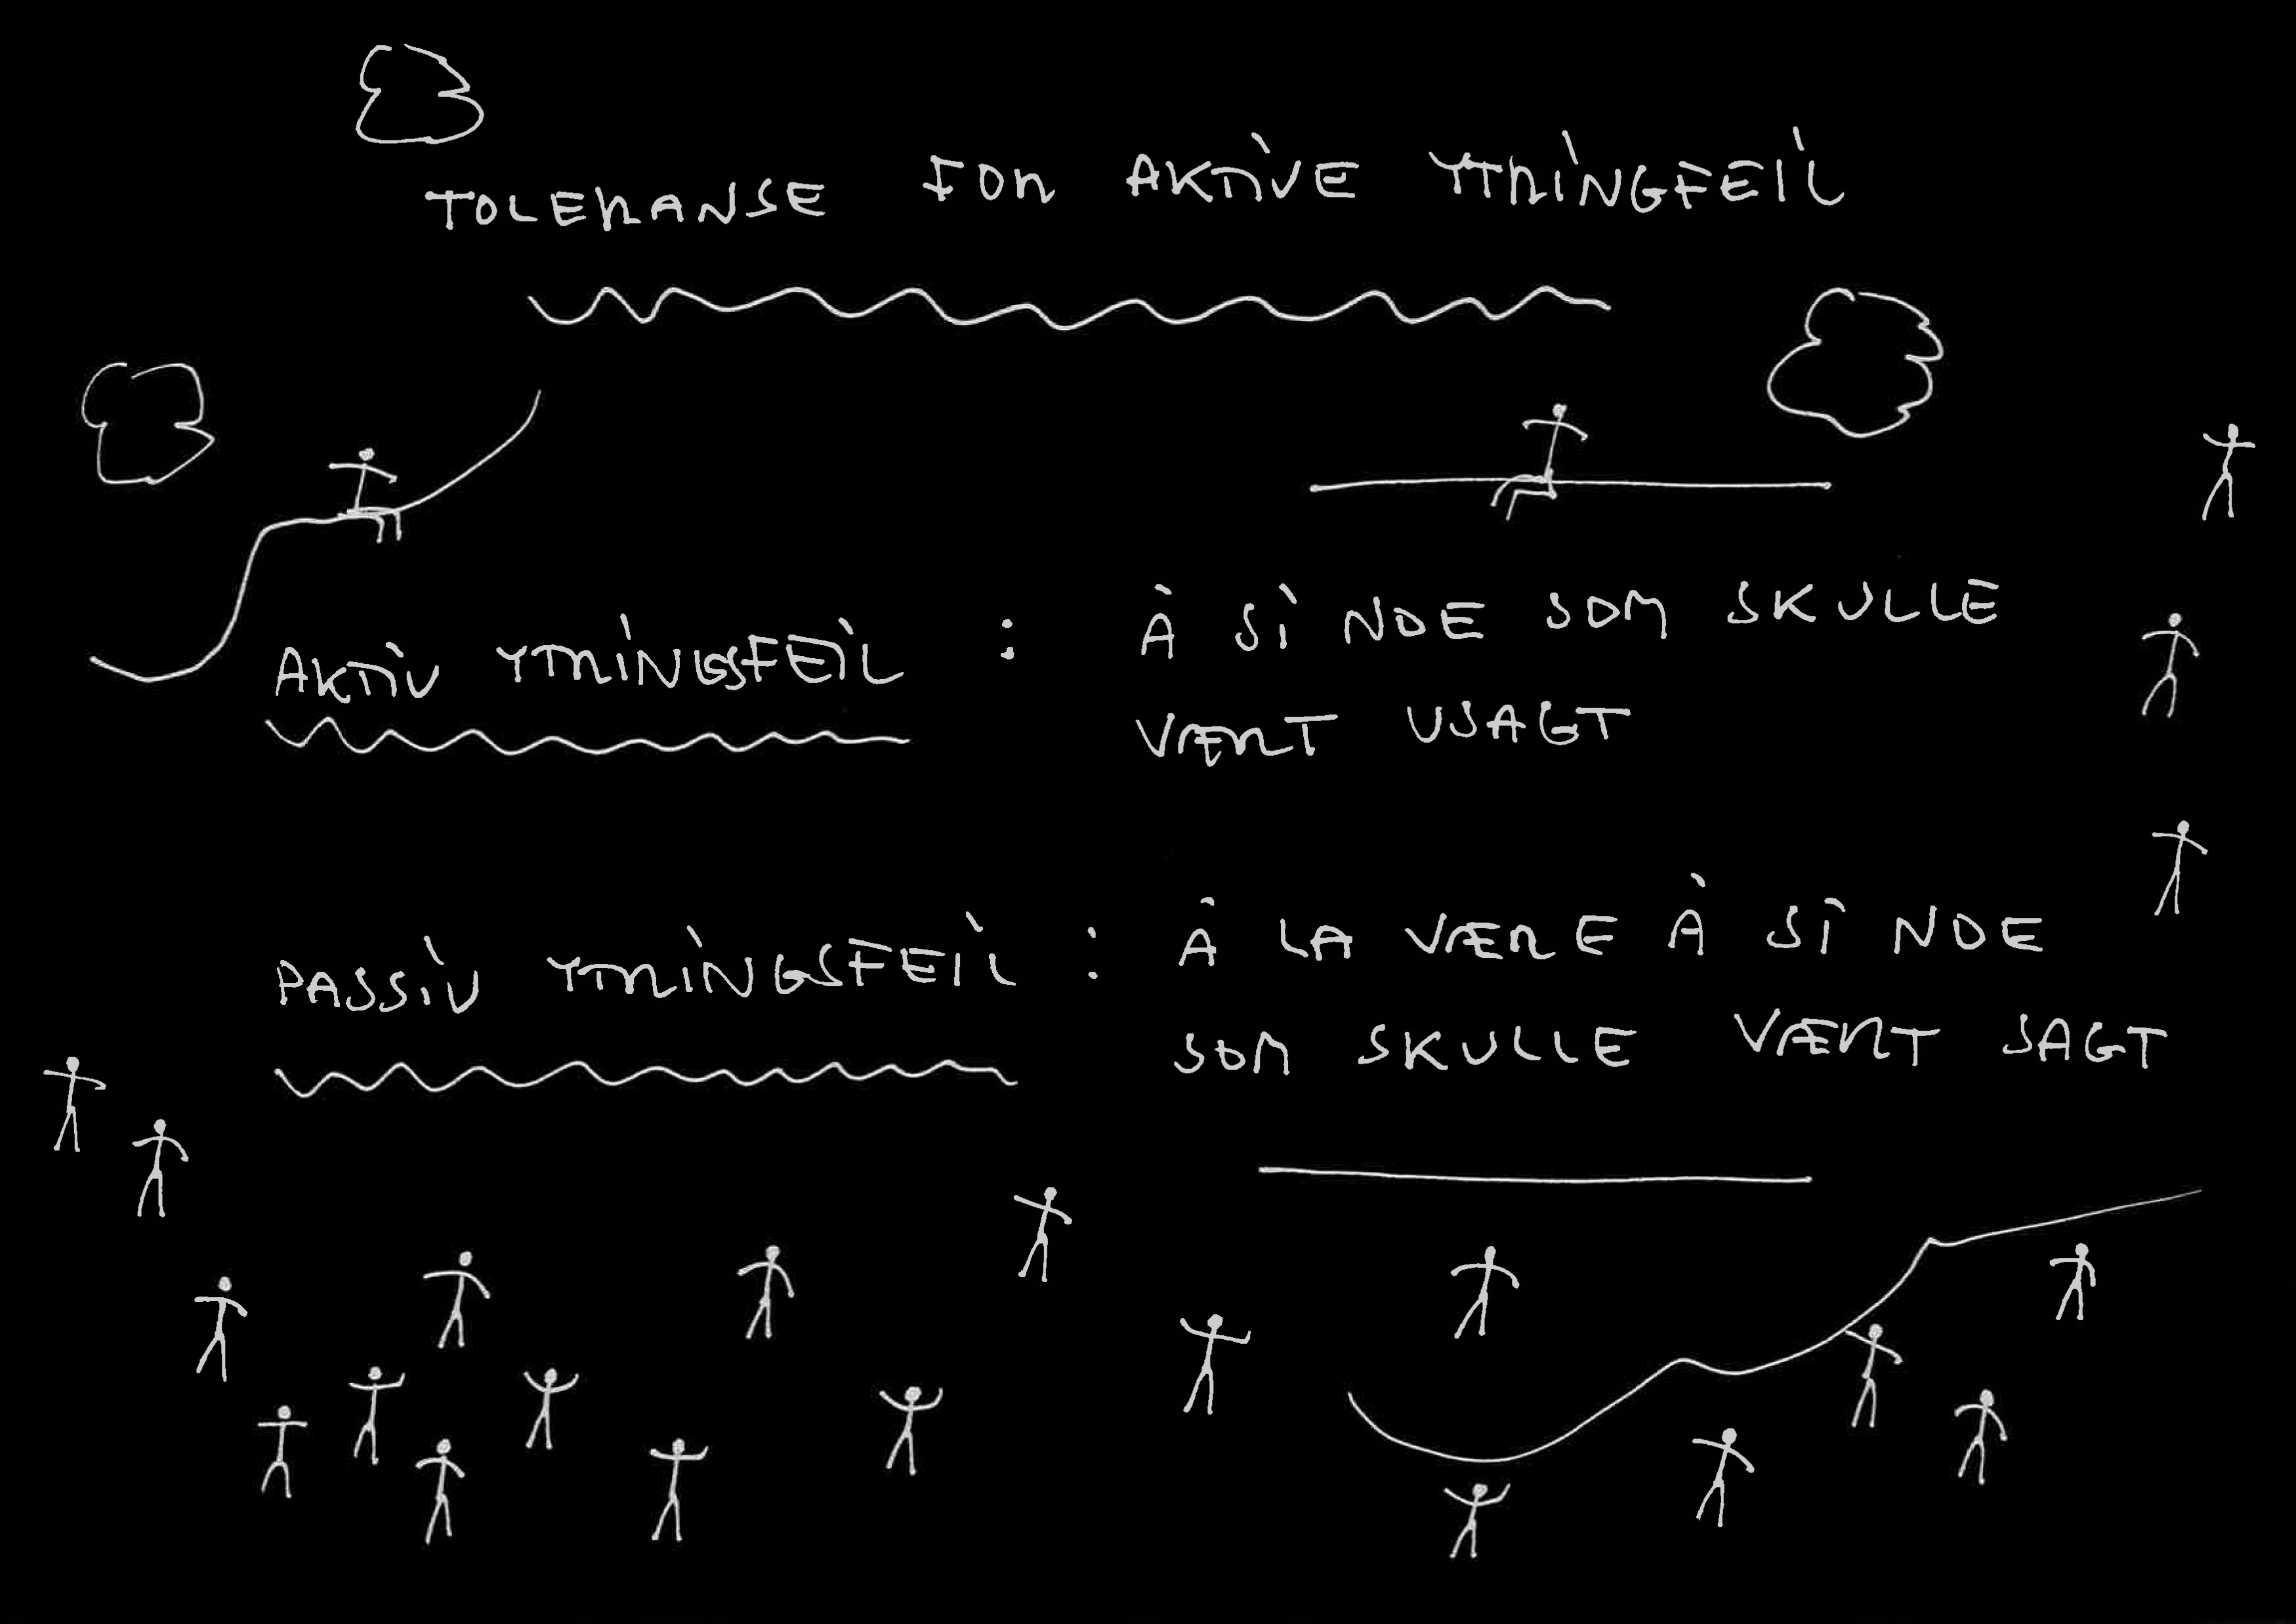 TOLERANSE FOR AKTIVE YTRINGFEIL
AKTIV YTRINGSFEIL : Å SI NOE SOM SKULLE
VÆRT USAGT
PASSIV YTRINGSFEIL : Å LA VÆRE Å SI NOE
SOM SKULLE VÆRT SAGT